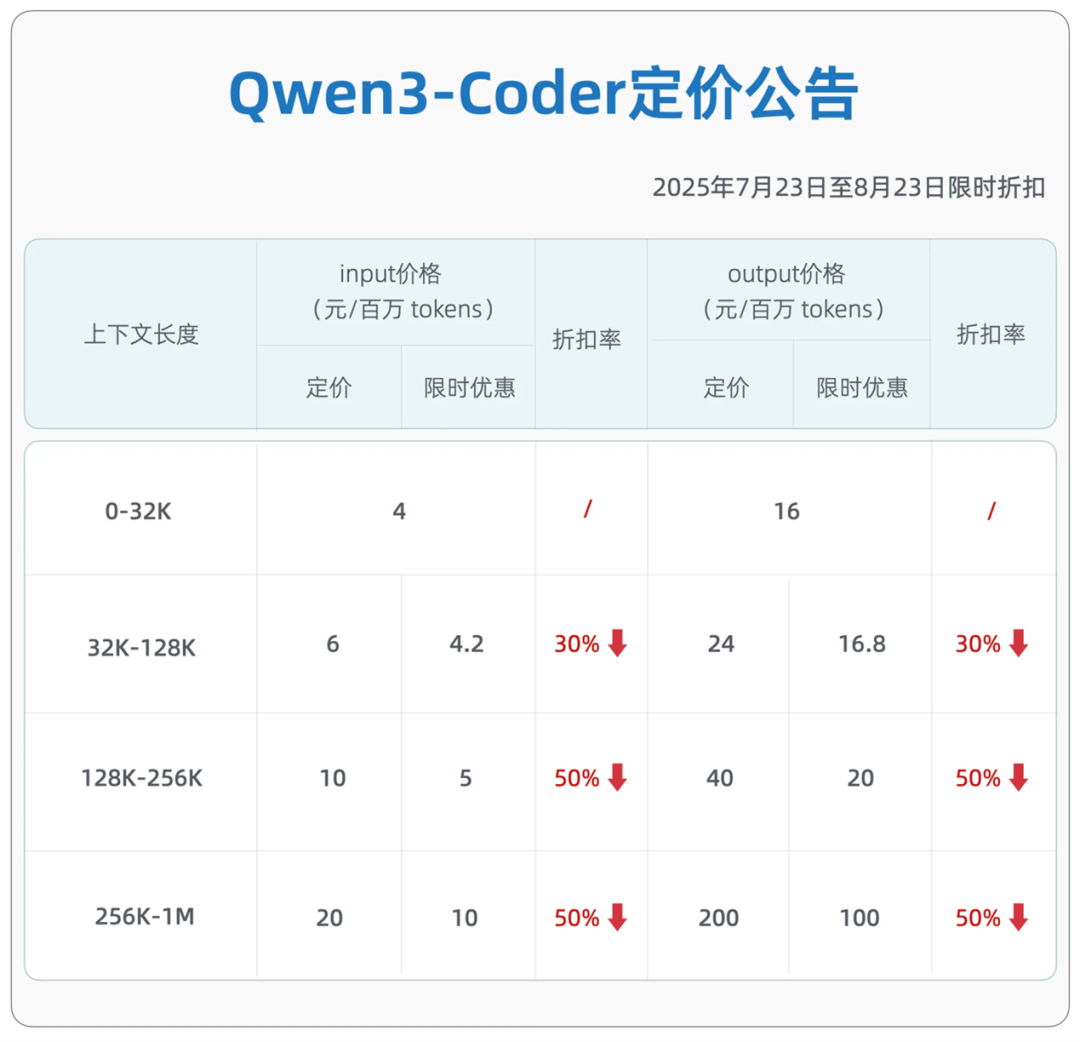 Qwen3-Coder定价公告
2025年7月23日至8月23日限时折扣
上下文长度
input价格
（元/百万 tokens）
定价
限时优惠
折扣率
output价格
（元/百万 tokens）
定价
限时优惠
折扣率
0-32K
4
/
16
/
32K-128K
6
4.2
30%
24
16.8
30%
128K-256K
10
5
50%
40
20
50%
256K-1M
20
10
50%
200
100
50%